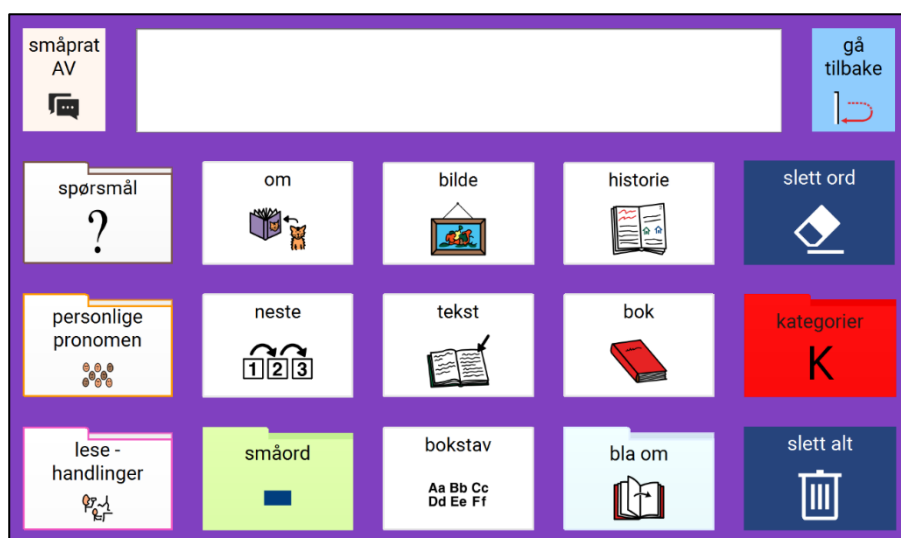 småprat
AV
gå
tilbake
spørsmål
?
om
bilde
historie
slett ord
personlige
pronomen
neste
1 2 3
tekst
bok
kategorier
K
lese -
handlinger
småord
bokstav
Aa Bb Cc
Dd Ee Ff
bla om
slett alt